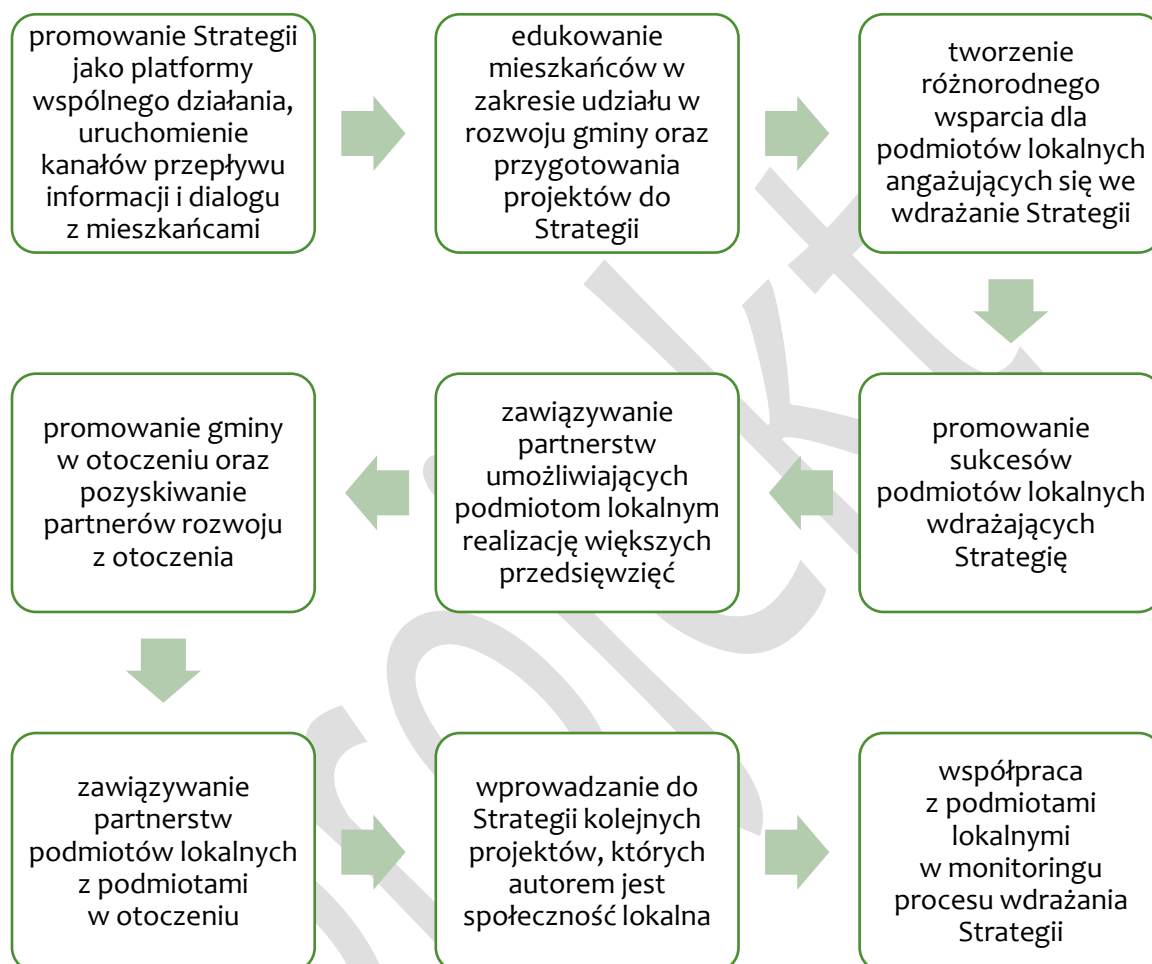 promowanie Strategii
jako platformy
wspólnego działania,
uruchomienie
kanałów przepływu
informacji i dialogu
z mieszkańcami
edukowanie
mieszkańców w
zakresie udziału w
rozwoju gminy oraz
przygotowania
projektów do
Strategii
tworzenie
różnorodnego
wsparcia dla
podmiotów lokalnych
angażujących się we
wdrażanie Strategii
promowanie
sukcesów
podmiotów lokalnych
wdrażających
Strategię
zawiązywanie
partnerstw
umożliwiających
podmiotom lokalnym
realizację większych
przedsięwzięć
promowanie gminy
w otoczeniu oraz
pozyskiwanie
partnerów rozwoju
z otoczenia
zawiązywanie
partnerstw
podmiotów lokalnych
z podmiotami
w otoczeniu
wprowadzanie do
Strategii kolejnych
projektów, których
autorem jest
społeczność lokalna
współpraca
z podmiotami
lokalnymi
w monitoringu
procesu wdrażania
Strategii